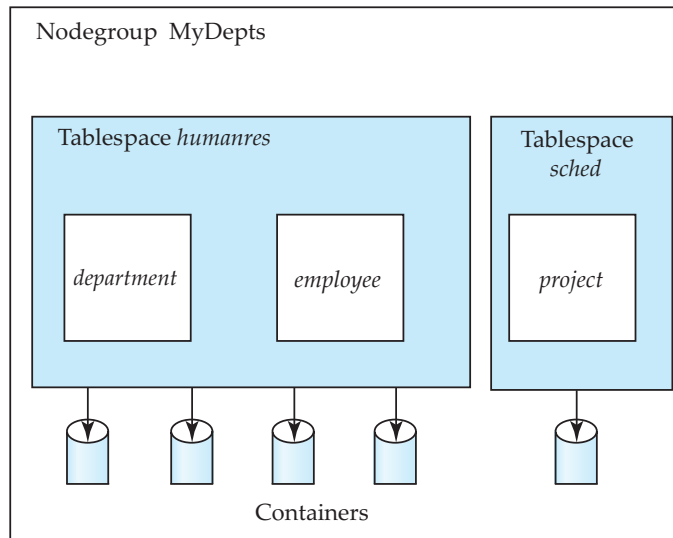 Nodegroup MyDepts
Tablespace humanres
Tablespace
sched
department
employee
project
Containers